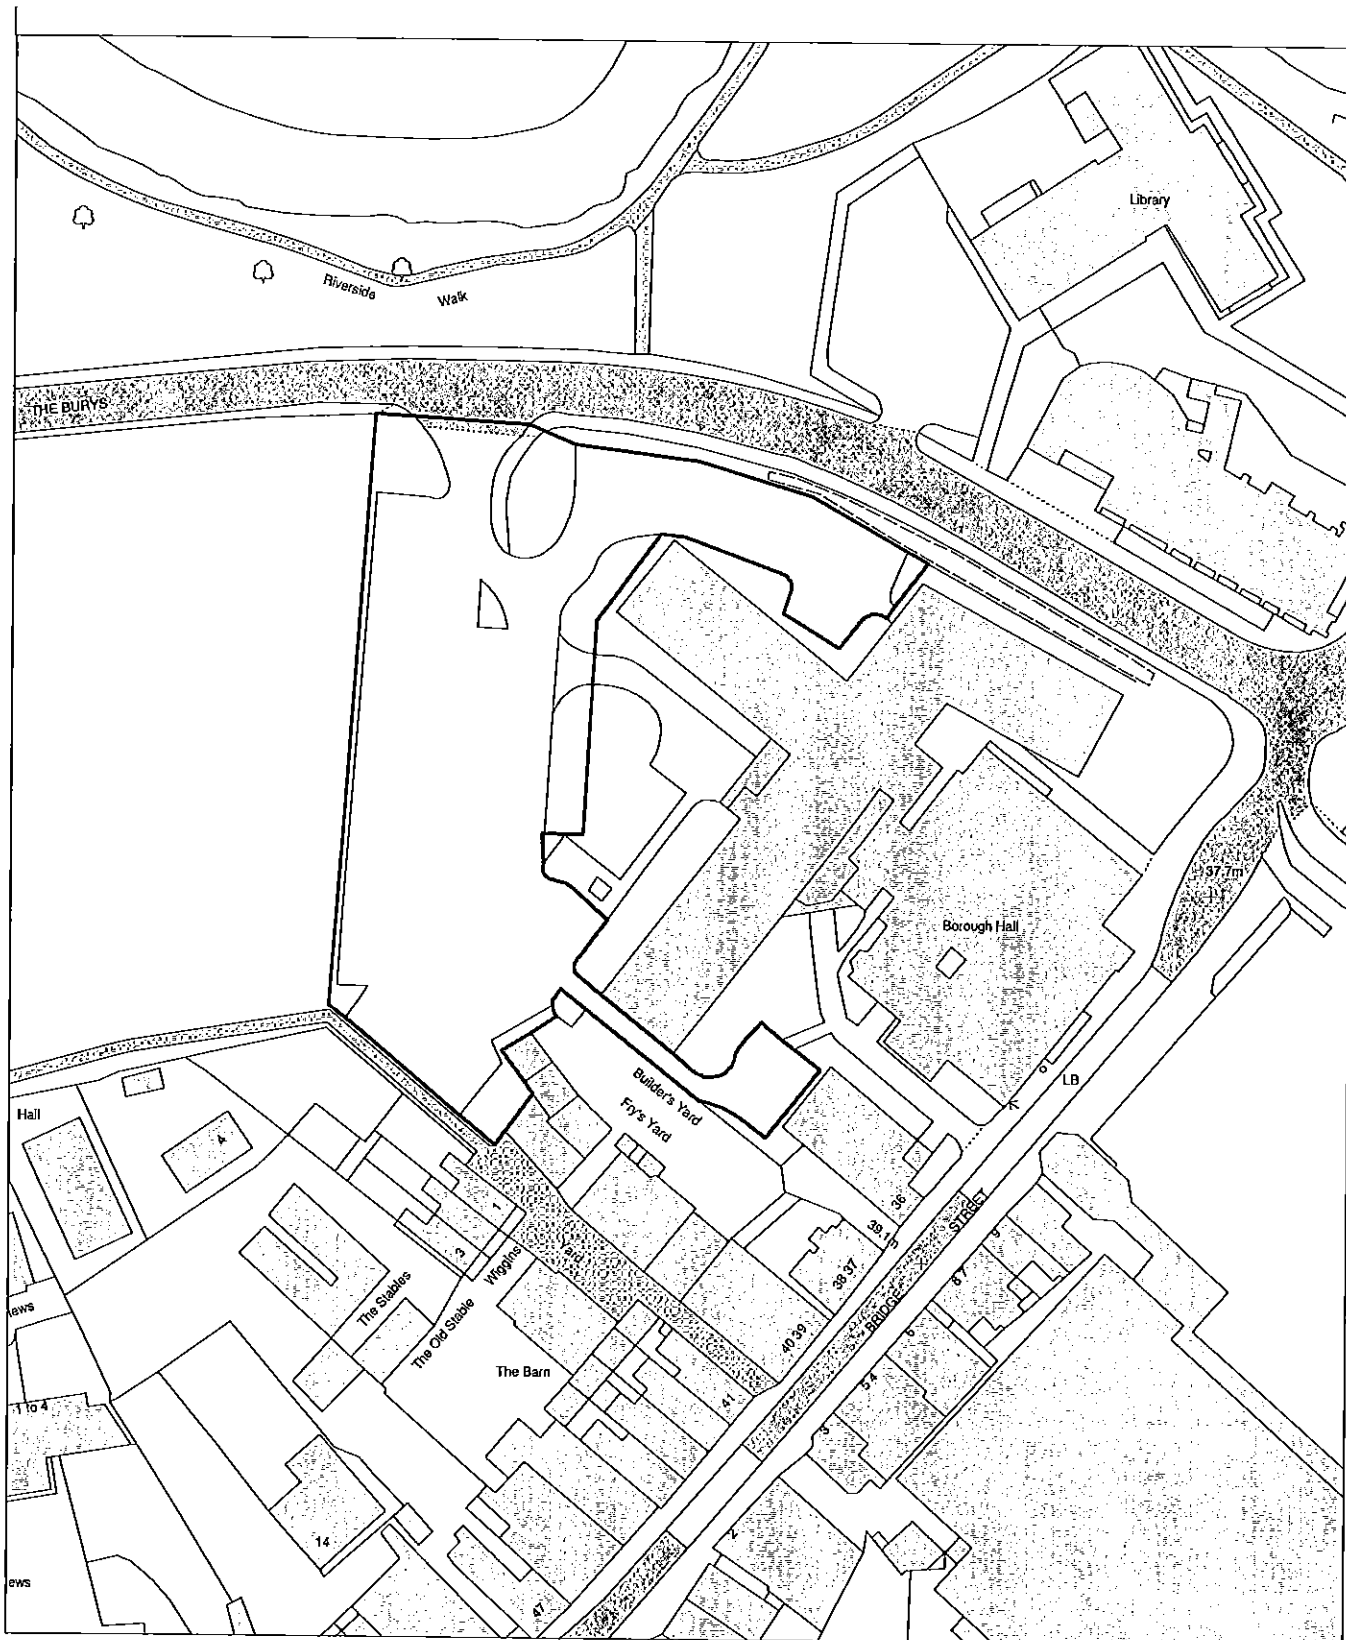 Library
Riverside
Walk
THE BURYS
37.7m
Borough Hall
LB
Builder's Yard
Fry's Yard
Hall
4
1
3
Wiggins
Yard
36
39.1m
STREET
BRIDGE
9
8 7
38 37
The Stables
The Old Stable
The Barn
40 39
6
5 4
41
3
1 to 4
14
2
47
ews